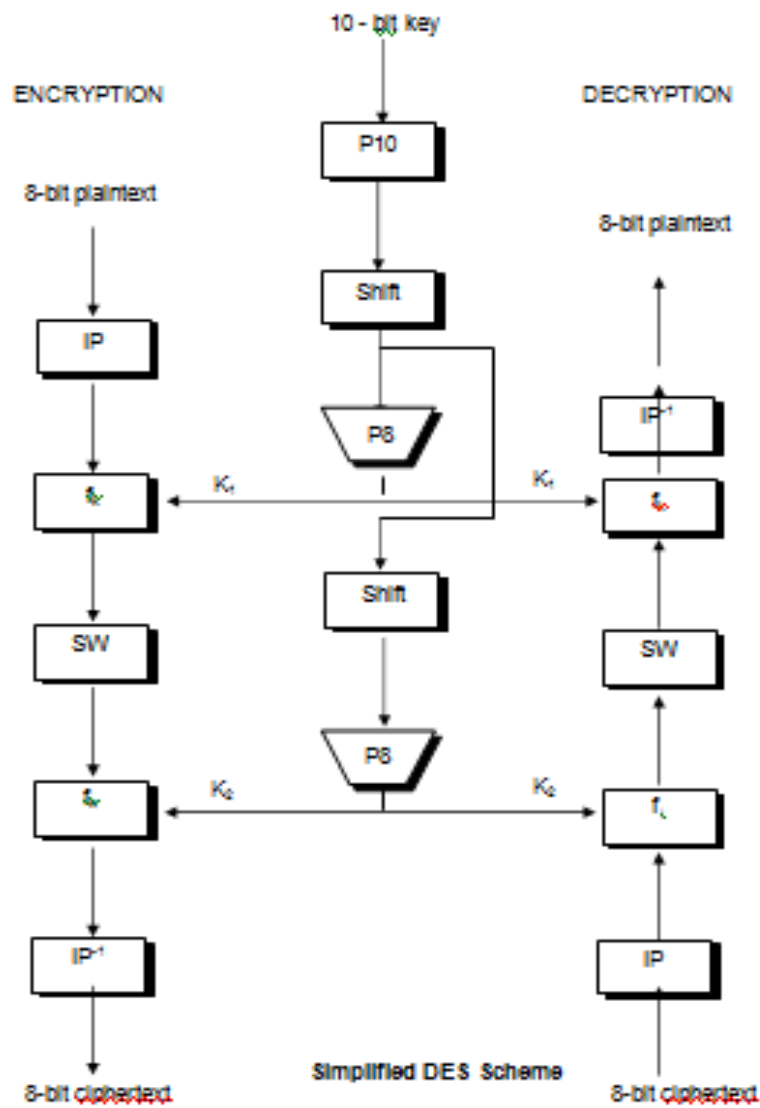 10 - bit key
ENCRYPTION
DECRYPTION
P10
8-bit plaintext
8-bit plaintext
Shift
IP
IP⁻¹
P8
K₁
K₁
Shift
SW
SW
P8
K₂
K₂
IP⁻¹
IP
Simplified DES Scheme
8-bit ciphertext
8-bit ciphertext